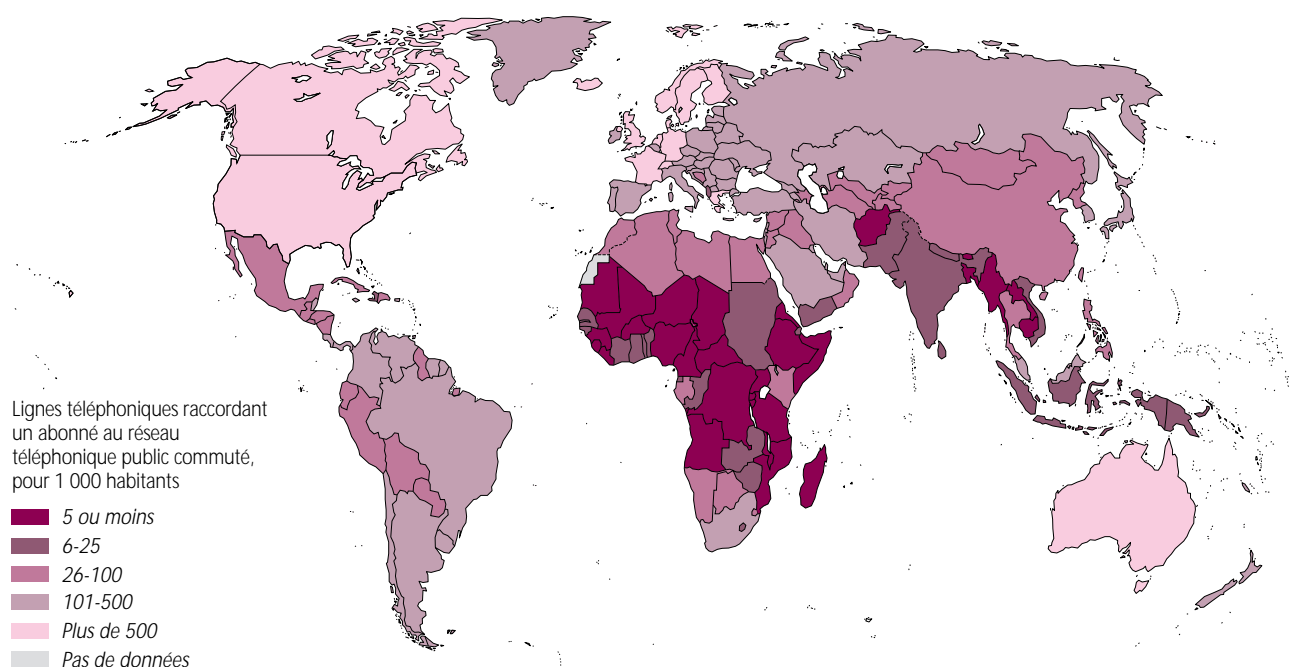 Lignes téléphoniques raccordant
un abonné au réseau
téléphonique public commuté,
pour 1 000 habitants
5 ou moins
6-25
26-100
101-500
Plus de 500
Pas de données